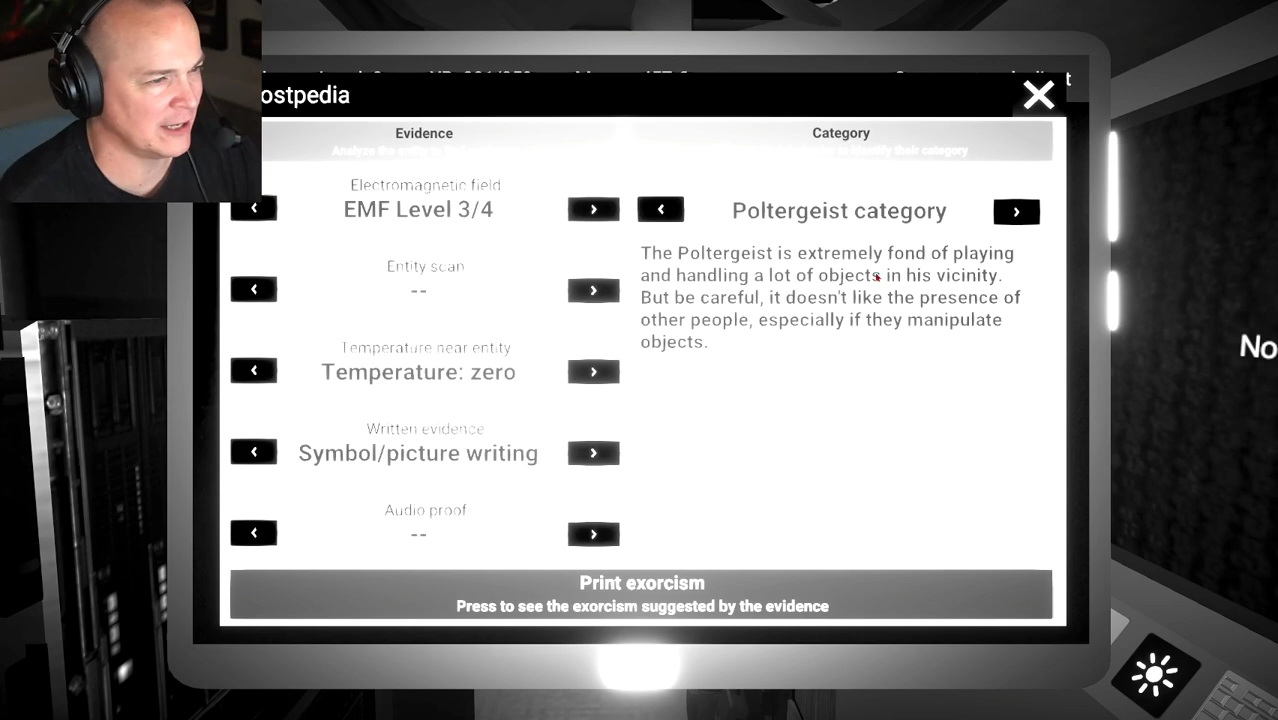 ostpedia
Evidence
Category
identify their category
Electromagnetic field
EMF Level 3/4
Poltergeist category
The Poltergeist is extremely fond of playing
and handling a lot of objects in his vicinity.
But be careful, it doesn't like the presence of
other people, especially if they manipulate
objects.
Entity scan
--
Temperature near entity
Temperature: zero
Written evidence
Symbol/picture writing
Audio proof
--
Print exorcism
Press to see the exorcism suggested by the evidence
No